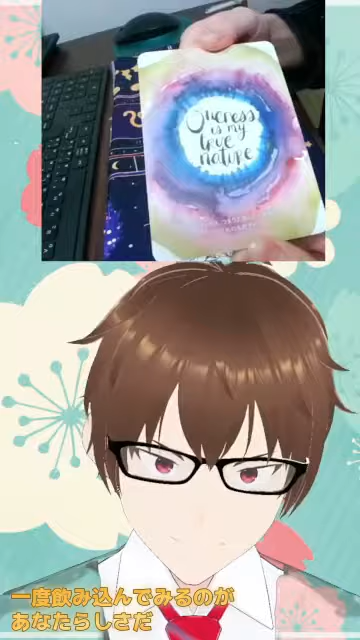 Oneness
is my
true
nature
一度飲み込んでみるのが
あなたらしさだ